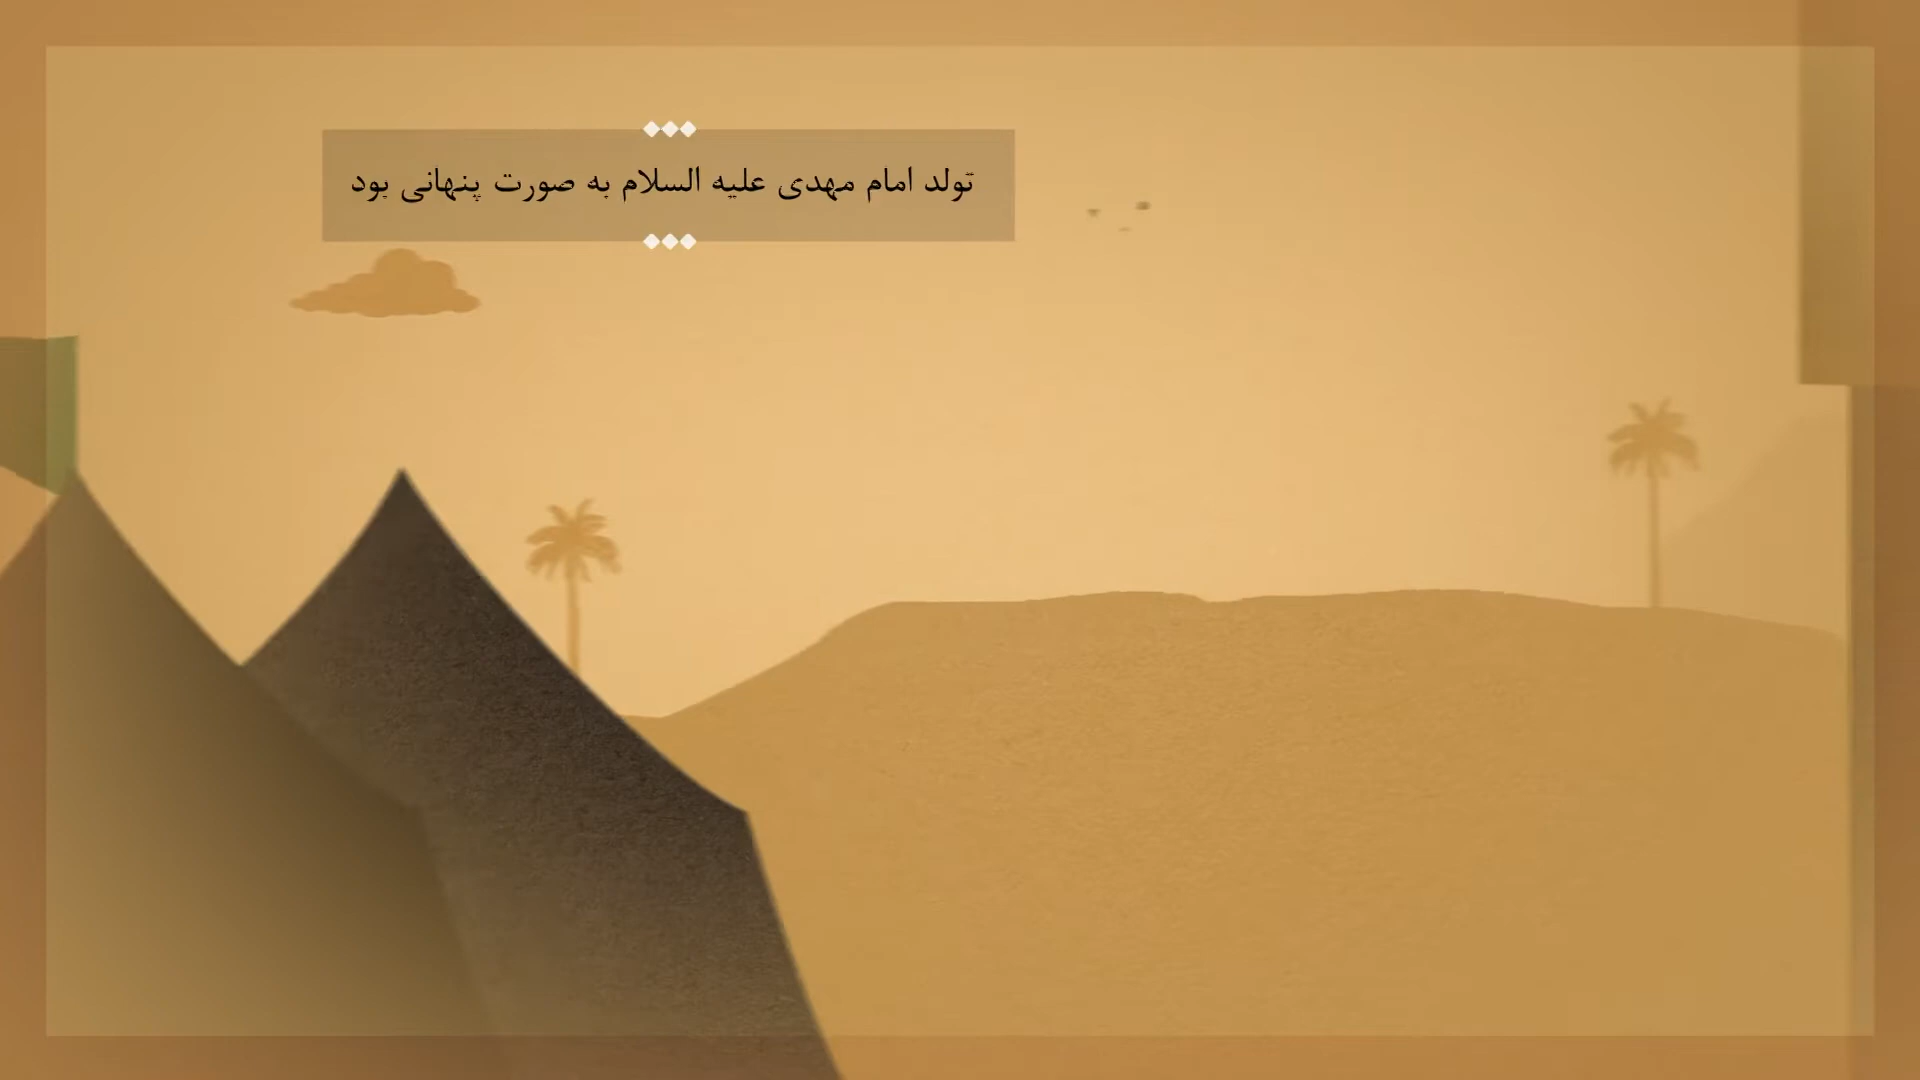 تولد امام مهدی علیه السلام به صورت پنهانی بود